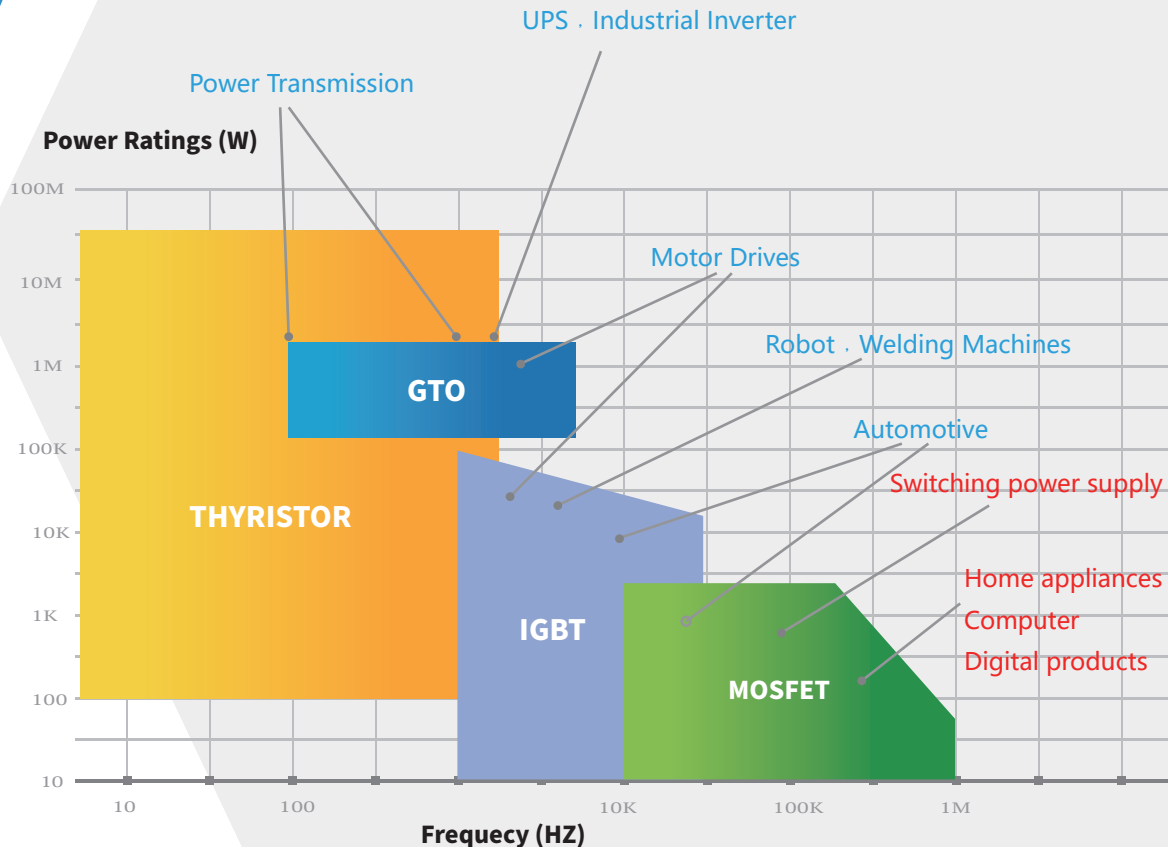 UPS . Industrial Inverter
Power Transmission
Power Ratings (W)
100M
Motor Drives
10M
Robot . Welding Machines
1M
GTO
Automotive
100K
Switching power supply
THYRISTOR
10K
Home appliances
1K
Computer
IGBT
Digital products
MOSFET
100
10
10 100 10K 100K 1M
Frequecy (HZ)